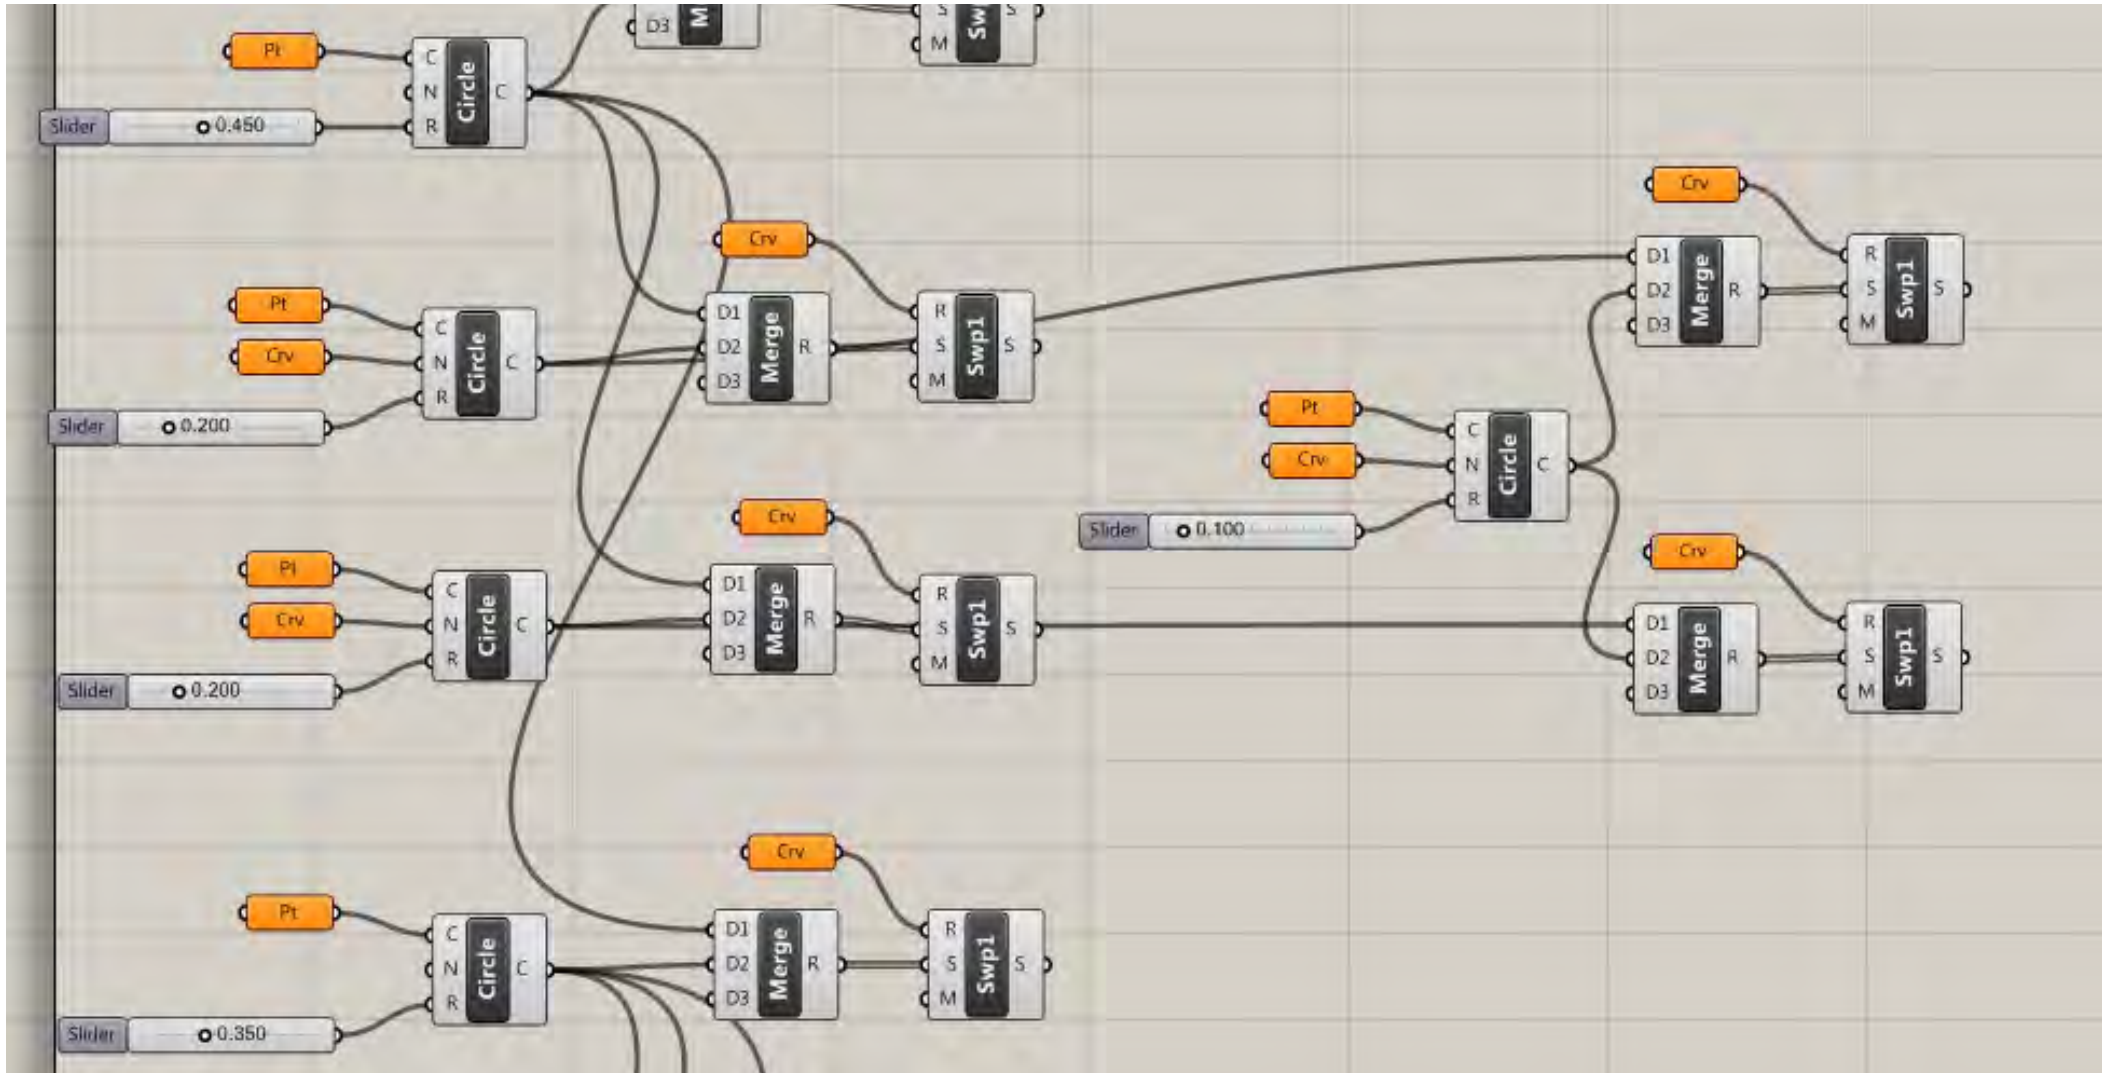 D3
M
S
S
M
Sw
Pt
C
N
R
Circle
C
Slider
0.450
Crv
Pt
Crv
C
N
R
Circle
C
Slider
0.200
D1
D2
D3
Merge
R
R
S
M
Swp1
S
Crv
D1
D2
D3
Merge
R
R
S
M
Swp1
S
Pt
Crv
C
N
R
Circle
C
Slider
0.100
Crv
Pt
Crv
C
N
R
Circle
C
Slider
0.200
D1
D2
D3
Merge
R
R
S
M
Swp1
S
Crv
D1
D2
D3
Merge
R
R
S
M
Swp1
S
Crv
Pt
C
N
R
Circle
C
Slider
0.350
D1
D2
D3
Merge
R
R
S
M
Swp1
S